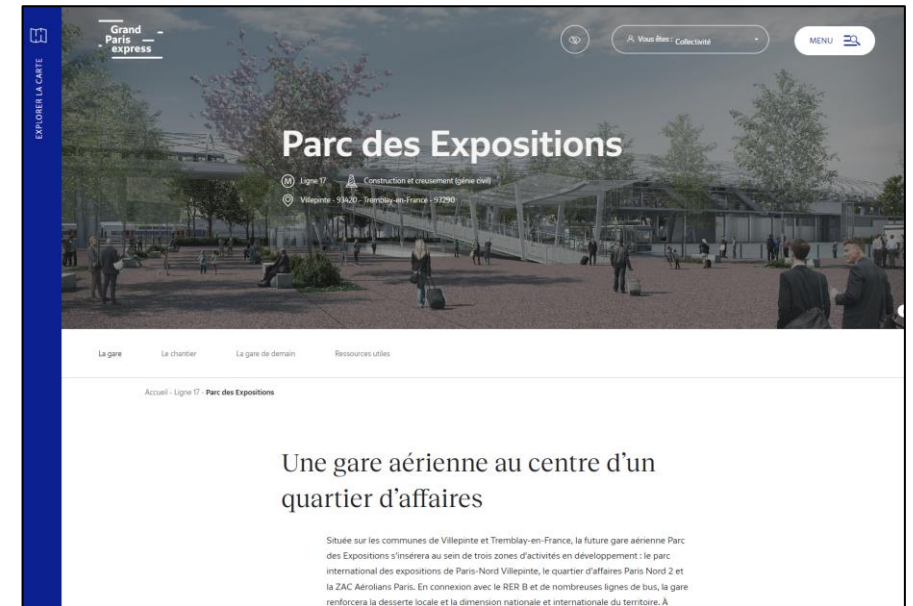 EXPLORER LA CARTE
Grand
Paris
express
Vous êtes : Collectivité
MENU
Parc des Expositions
M Ligne 17 Construction et creusement (génie civil)
Villepinte - 93420 - Tremblay-en-France - 93290
La gare Le chantier La gare de demain Ressources utiles
Accueil - Ligne 17 - Parc des Expositions
Une gare aérienne au centre d'un
quartier d'affaires
Située sur les communes de Villepinte et Tremblay-en-France, la future gare aérienne Parc
des Expositions s'insérera au sein de trois zones d'activités en développement : le parc
international des expositions de Paris-Nord Villepinte, le quartier d'affaires Paris Nord 2 et
la ZAC Aérolians Paris. En connexion avec le RER B et de nombreuses lignes de bus, la gare
renforcera la desserte locale et la dimension nationale et internationale du territoire. À